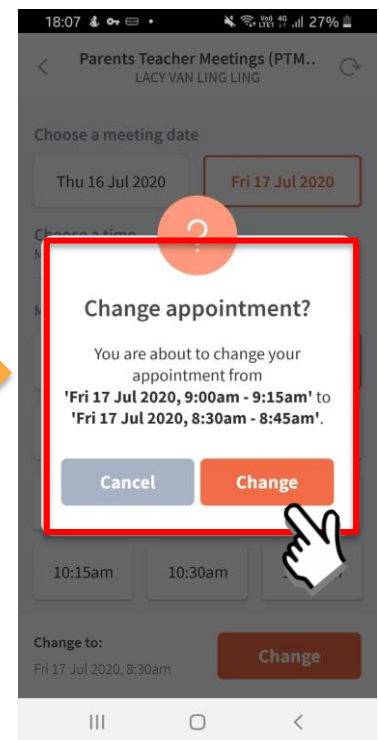 18:07 27%
Parents Teacher Meetings (PTM..
LACY VAN LING LING
Choose a meeting date
Thu 16 Jul 2020 Fri 17 Jul 2020
Choose a time
?
Change appointment?
You are about to change your
appointment from
'Fri 17 Jul 2020, 9:00am - 9:15am' to
'Fri 17 Jul 2020, 8:30am - 8:45am'.
Cancel Change
10:15am 10:30am
Change to:
Fri 17 Jul 2020, 8:30am
Change